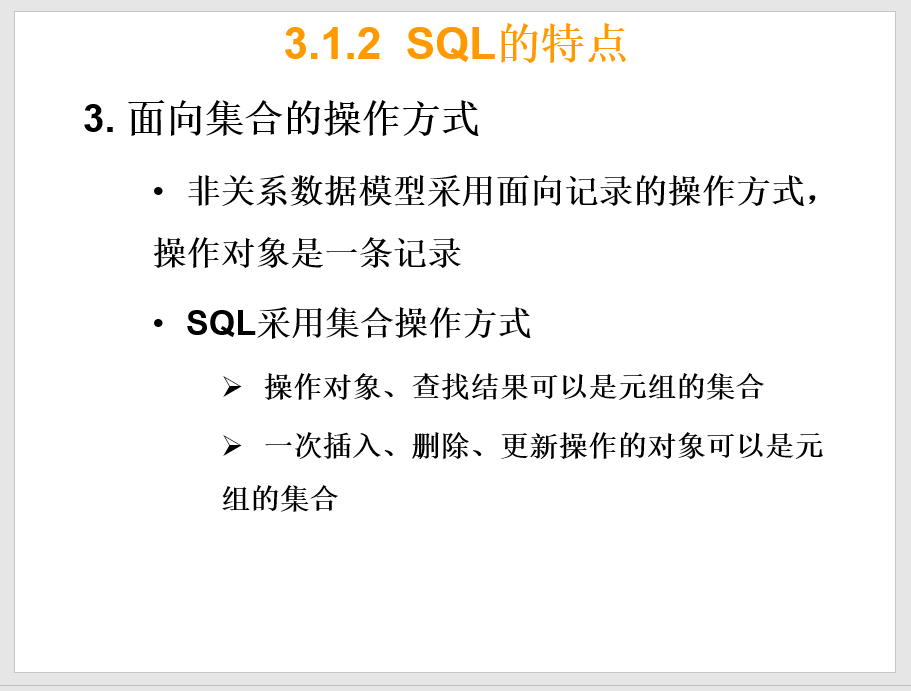 3.1.2 SQL的特点
3. 面向集合的操作方式
• 非关系数据模型采用面向记录的操作方式，
操作对象是一条记录
• SQL采用集合操作方式
➢ 操作对象、查找结果可以是元组的集合
➢ 一次插入、删除、更新操作的对象可以是元
组的集合